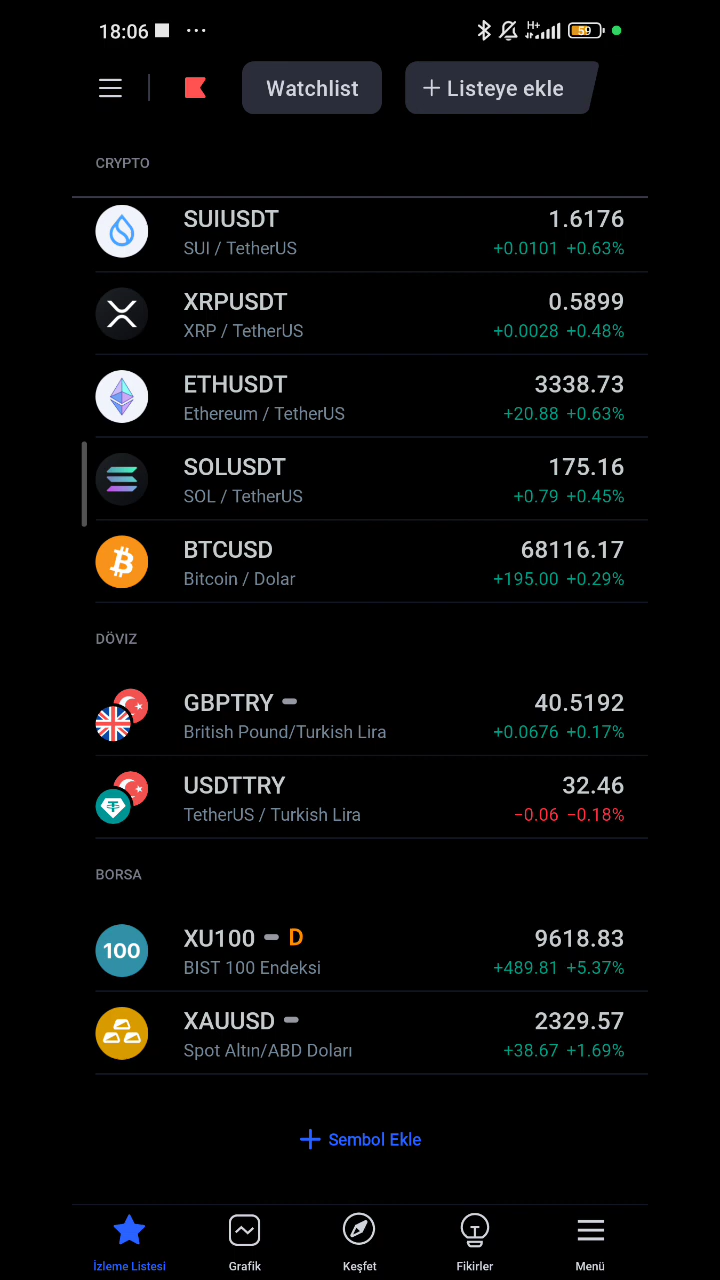 18:06
H+
59
Watchlist
+ Listeye ekle
CRYPTO
SUIUSDT 1.6176
SUI / TetherUS +0.0101 +0.63%
XRPUSDT 0.5899
XRP / TetherUS +0.0028 +0.48%
ETHUSDT 3338.73
Ethereum / TetherUS +20.88 +0.63%
SOLUSDT 175.16
SOL / TetherUS +0.79 +0.45%
BTCUSD 68116.17
Bitcoin / Dolar +195.00 +0.29%
DÖVIZ
GBPTRY 40.5192
British Pound/Turkish Lira +0.0676 +0.17%
USDTTRY 32.46
TetherUS / Turkish Lira −0.06 −0.18%
BORSA
100 XU100 D 9618.83
BIST 100 Endeksi +489.81 +5.37%
XAUUSD 2329.57
Spot Altın/ABD Doları +38.67 +1.69%
+ Sembol Ekle
İzleme Listesi Grafik Keşfet Fikirler Menü